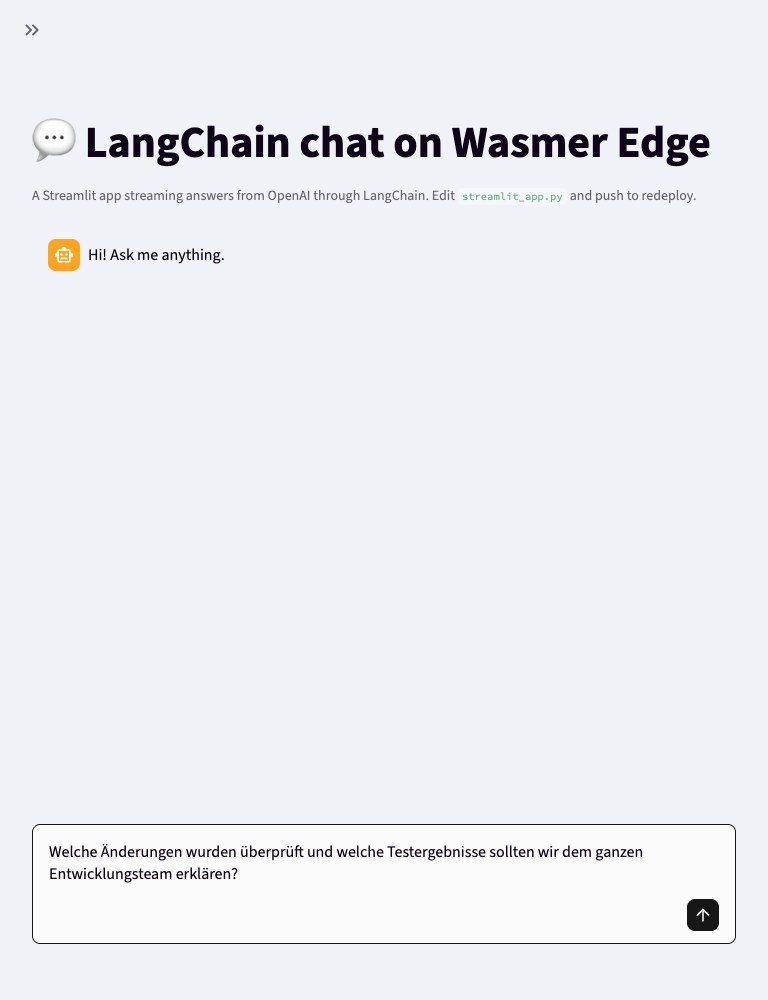 LangChain chat on Wasmer Edge
A Streamlit app streaming answers from OpenAI through LangChain. Edit streamlit_app.py and push to redeploy.
Hi! Ask me anything.
Welche Änderungen wurden überprüft und welche Testergebnisse sollten wir dem ganzen
Entwicklungsteam erklären?